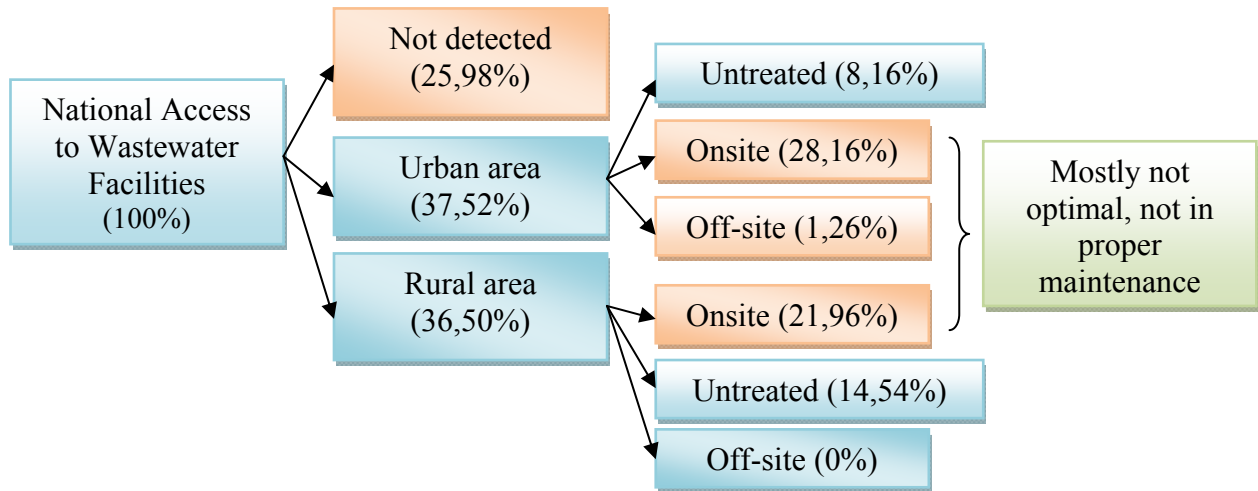 National Access
to Wastewater
Facilities
(100%)
Not detected
(25,98%)
Urban area
(37,52%)
Rural area
(36,50%)
Untreated (8,16%)
Onsite (28,16%)
Off-site (1,26%)
Onsite (21,96%)
Untreated (14,54%)
Off-site (0%)
Mostly not
optimal, not in
proper
maintenance